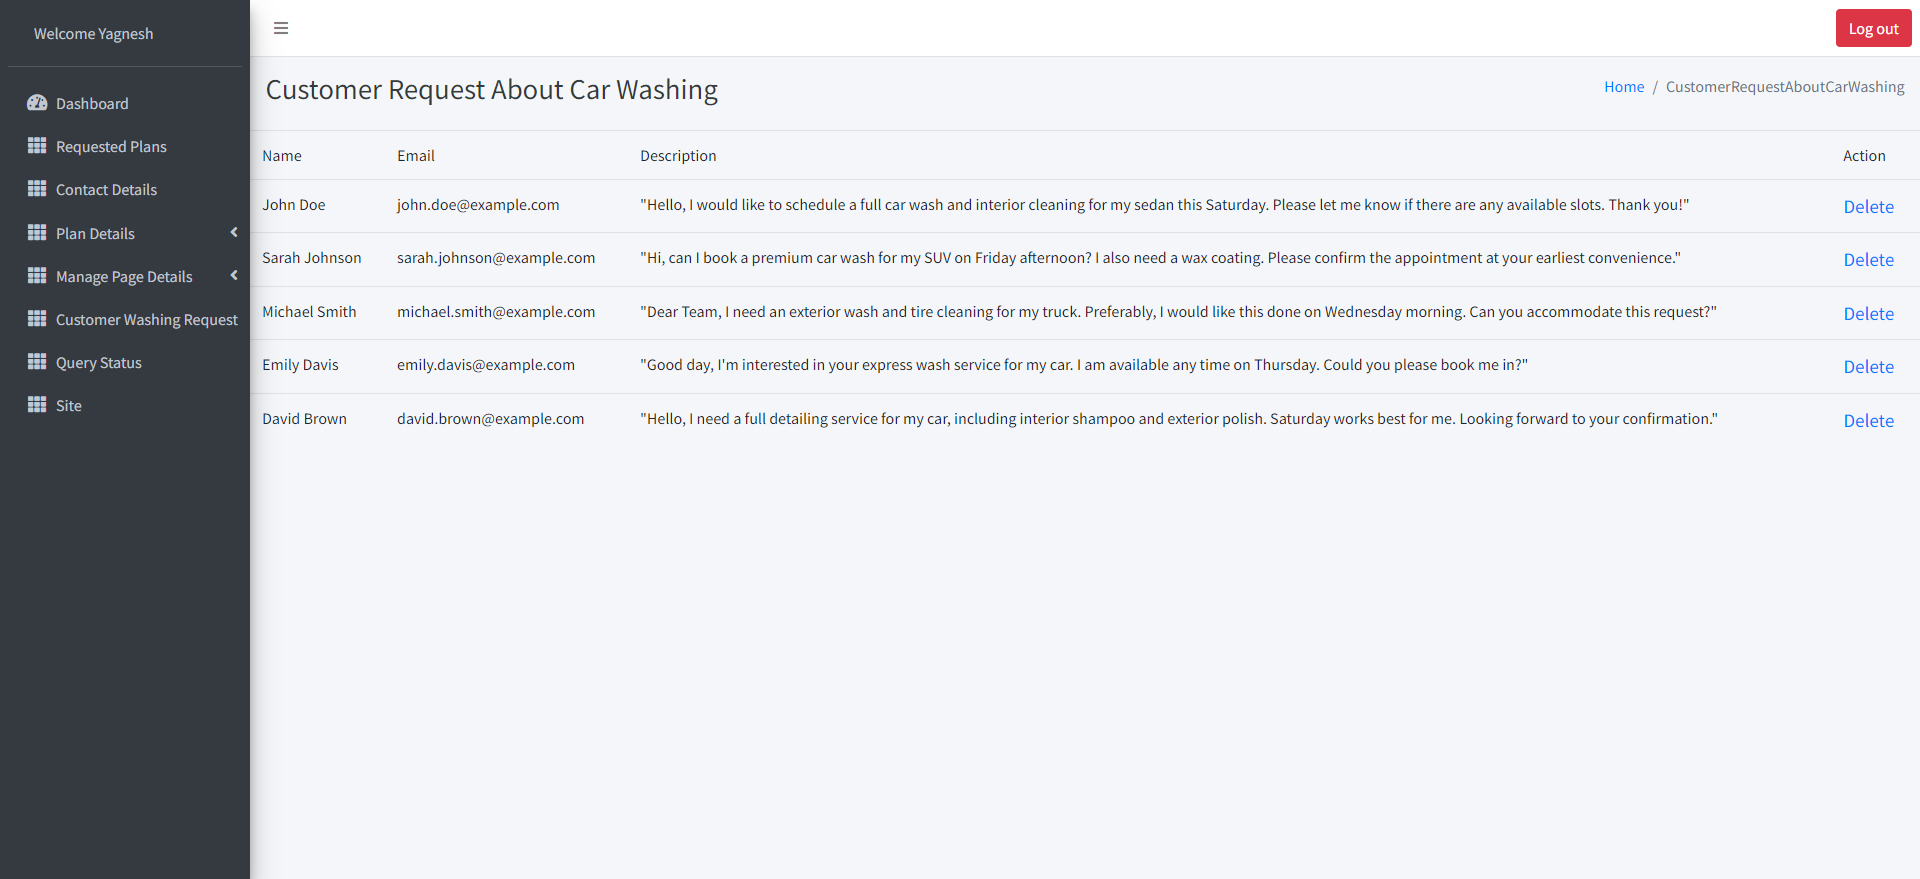 Welcome Yagnesh
Dashboard
Requested Plans
Contact Details
Plan Details
Manage Page Details
Customer Washing Request
Query Status
Site
Log out
Customer Request About Car Washing
Home / CustomerRequestAboutCarWashing
Name Email Description Action
John Doe john.doe@example.com "Hello, I would like to schedule a full car wash and interior cleaning for my sedan this Saturday. Please let me know if there are any available slots. Thank you!" Delete
Sarah Johnson sarah.johnson@example.com "Hi, can I book a premium car wash for my SUV on Friday afternoon? I also need a wax coating. Please confirm the appointment at your earliest convenience." Delete
Michael Smith michael.smith@example.com "Dear Team, I need an exterior wash and tire cleaning for my truck. Preferably, I would like this done on Wednesday morning. Can you accommodate this request?" Delete
Emily Davis emily.davis@example.com "Good day, I'm interested in your express wash service for my car. I am available any time on Thursday. Could you please book me in?" Delete
David Brown david.brown@example.com "Hello, I need a full detailing service for my car, including interior shampoo and exterior polish. Saturday works best for me. Looking forward to your confirmation." Delete